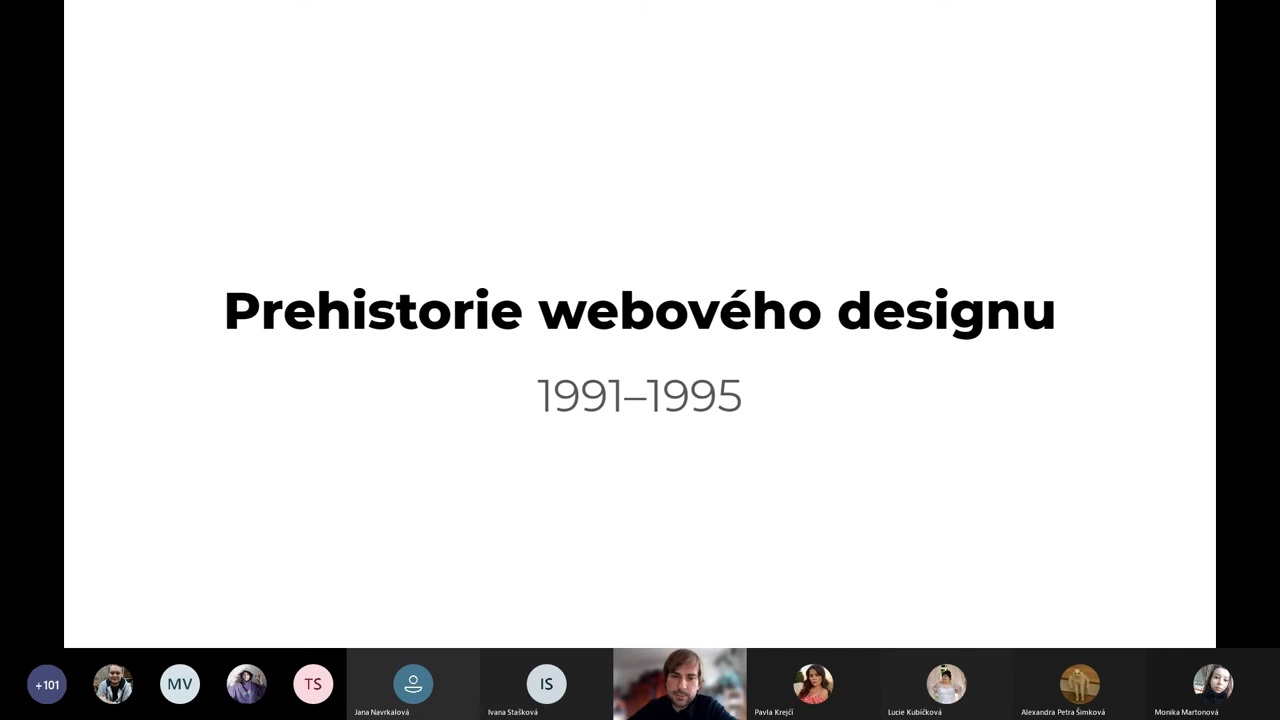 Prehistorie webového designu
1991–1995
+101
MV
TS
Jana Navrkalová
IS
Ivana Stašková
Pavla Krejčí
Lucie Kubíčková
Alexandra Petra Šimková
Monika Martonová